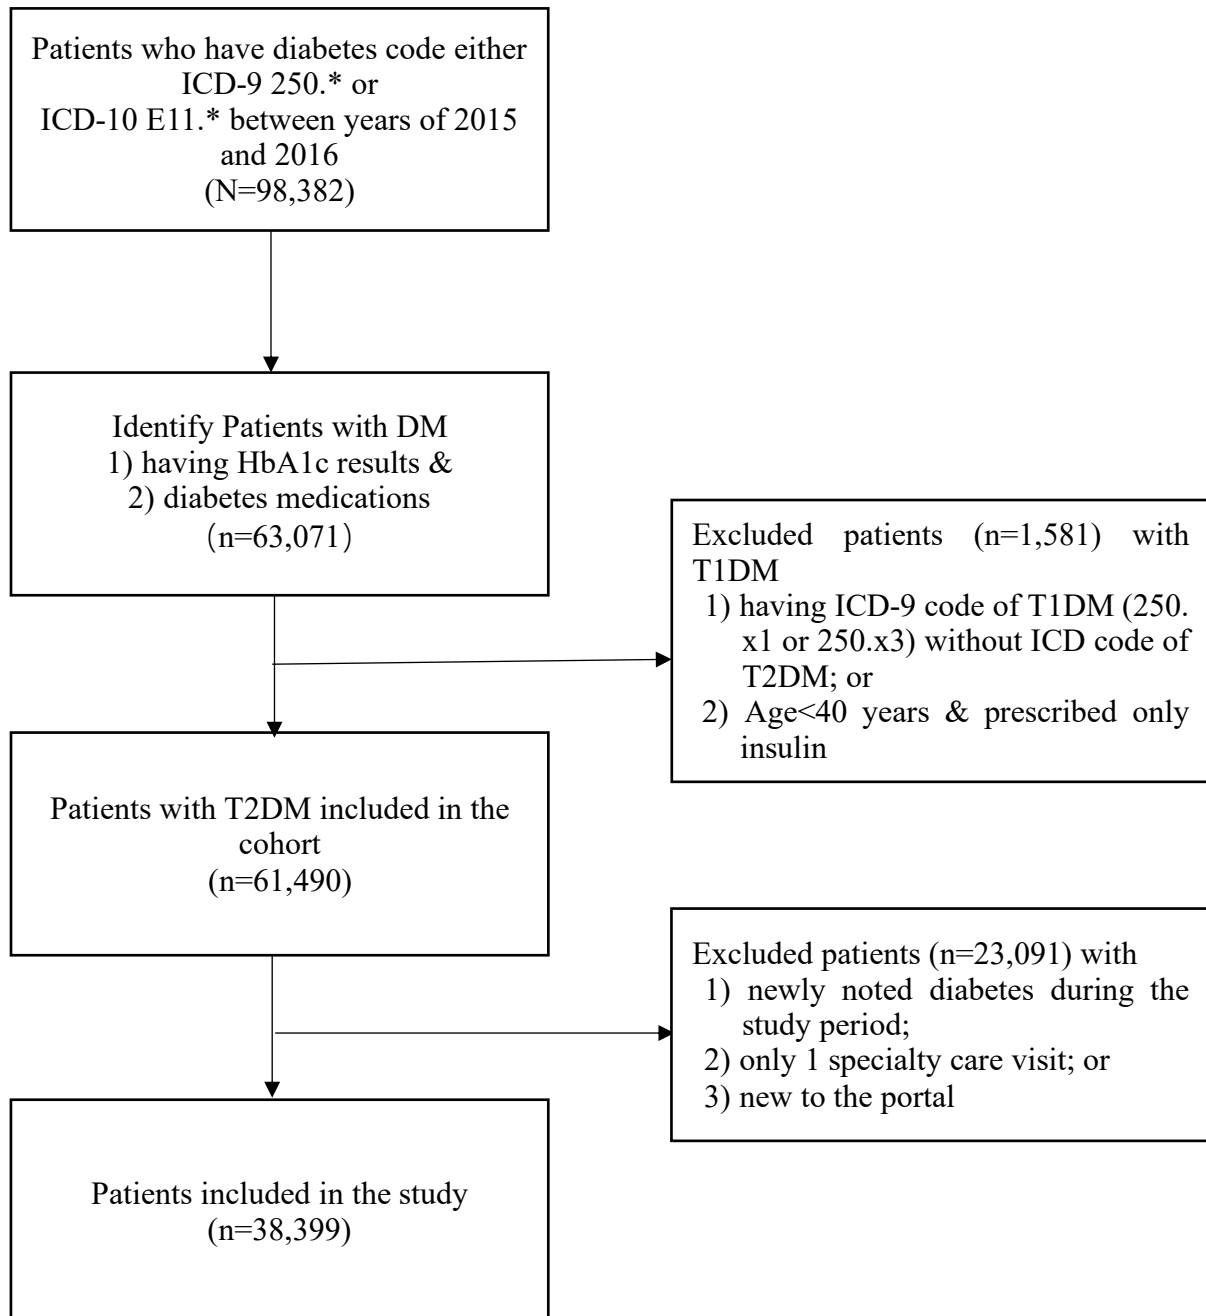 Patients who have diabetes code either
ICD-9 250.* or
ICD-10 E11.* between years of 2015
and 2016
(N=98,382)
Identify Patients with DM
1) having HbA1c results &
2) diabetes medications
（n=63,071）
Excluded patients (n=1,581) with
T1DM
1) having ICD-9 code of T1DM (250.
x1 or 250.x3) without ICD code of
T2DM; or
2) Age<40 years & prescribed only
insulin
Patients with T2DM included in the
cohort
(n=61,490)
Excluded patients (n=23,091) with
1) newly noted diabetes during the
study period;
2) only 1 specialty care visit; or
3) new to the portal
Patients included in the study
(n=38,399)